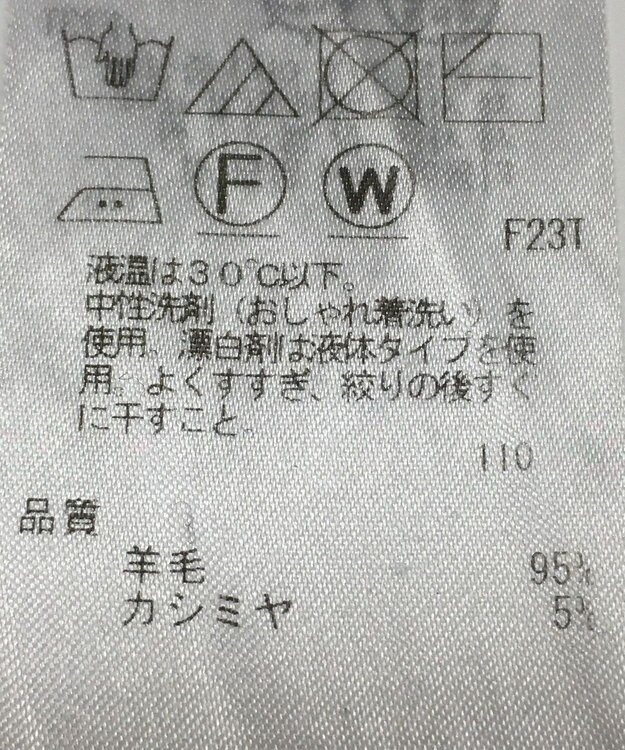 F
W
F23T
液温は30℃以下。
中性洗剤（おしゃれ着洗い）を
使用。漂白剤は液体タイプを使
用。よくすすぎ、絞りの後すぐ
に干すこと。
110
品質
羊毛 95%
カシミヤ 5%